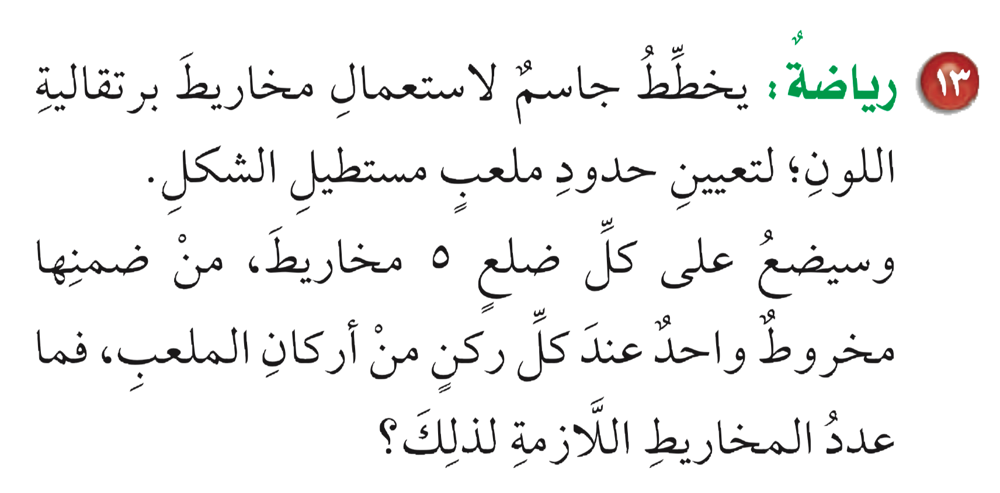 ١٣ رياضةٌ: يخطِّطُ جاسمٌ لاستعمالِ مخاريطَ برتقاليةِ
اللونِ؛ لتعيينِ حدودِ ملعبٍ مستطيلِ الشكلِ.
وسيضعُ على كلِّ ضلعٍ ٥ مخاريطَ، منْ ضمنِها
مخروطٌ واحدٌ عندَ كلِّ ركنٍ منْ أركانِ الملعبِ، فما
عددُ المخاريطِ اللَّازمةِ لذلِكَ؟